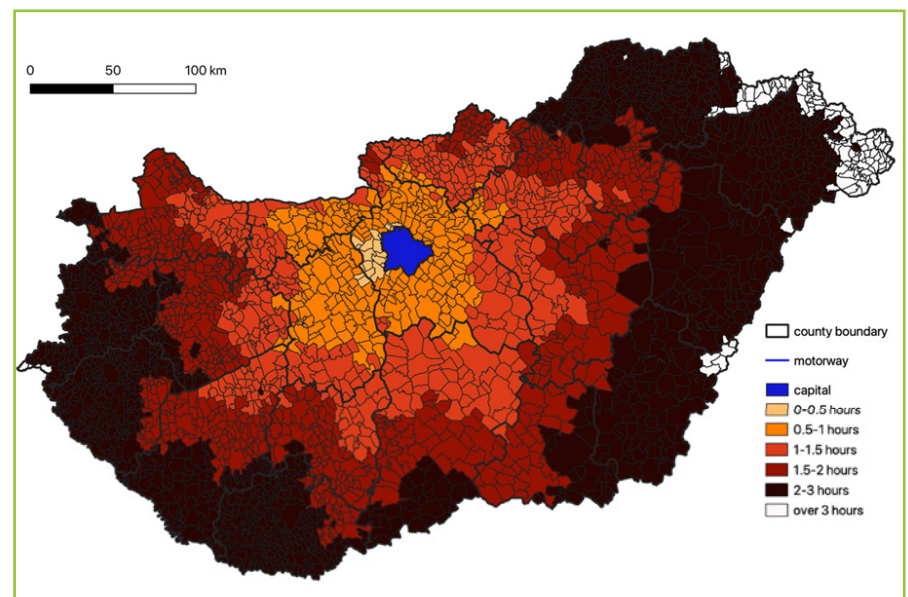 0 50 100 km
county boundary
motorway
capital
0-0.5 hours
0.5-1 hours
1-1.5 hours
1.5-2 hours
2-3 hours
over 3 hours